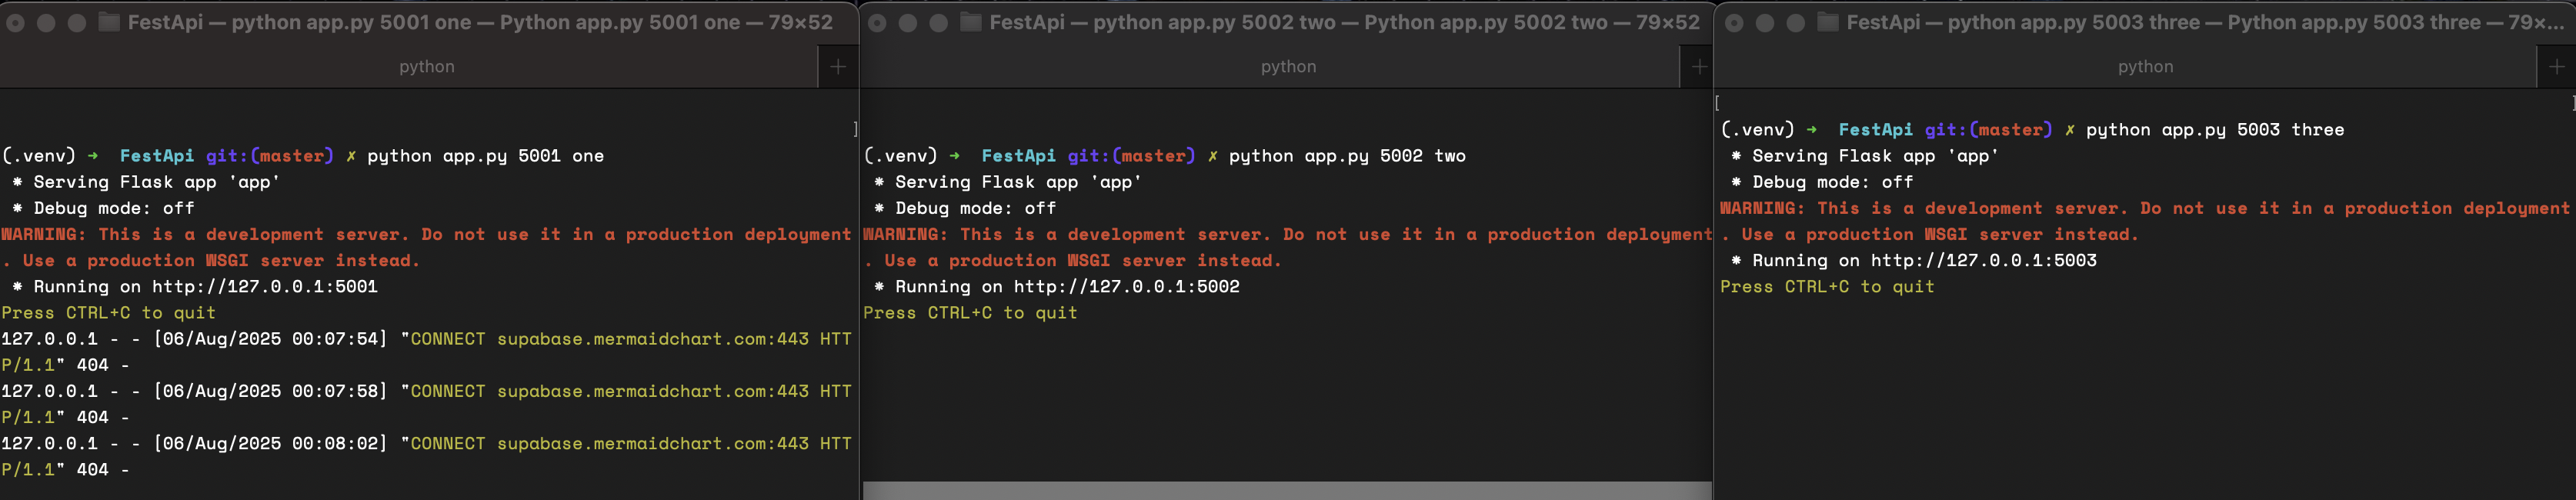 FestApi — python app.py 5001 one — Python app.py 5001 one — 79×52
python
+
]
(.venv) ➜  FestApi git:(master) ✗ python app.py 5001 one
 * Serving Flask app 'app'
 * Debug mode: off
WARNING: This is a development server. Do not use it in a production deployment
. Use a production WSGI server instead.
 * Running on http://127.0.0.1:5001
Press CTRL+C to quit
127.0.0.1 - - [06/Aug/2025 00:07:54] "CONNECT supabase.mermaidchart.com:443 HTT
P/1.1" 404 -
127.0.0.1 - - [06/Aug/2025 00:07:58] "CONNECT supabase.mermaidchart.com:443 HTT
P/1.1" 404 -
127.0.0.1 - - [06/Aug/2025 00:08:02] "CONNECT supabase.mermaidchart.com:443 HTT
P/1.1" 404 -
FestApi — python app.py 5002 two — Python app.py 5002 two — 79×52
python
+
(.venv) ➜  FestApi git:(master) ✗ python app.py 5002 two
 * Serving Flask app 'app'
 * Debug mode: off
WARNING: This is a development server. Do not use it in a production deployment
. Use a production WSGI server instead.
 * Running on http://127.0.0.1:5002
Press CTRL+C to quit
FestApi — python app.py 5003 three — Python app.py 5003 three — 79×...
python
+
[ ]
(.venv) ➜  FestApi git:(master) ✗ python app.py 5003 three
 * Serving Flask app 'app'
 * Debug mode: off
WARNING: This is a development server. Do not use it in a production deployment
. Use a production WSGI server instead.
 * Running on http://127.0.0.1:5003
Press CTRL+C to quit